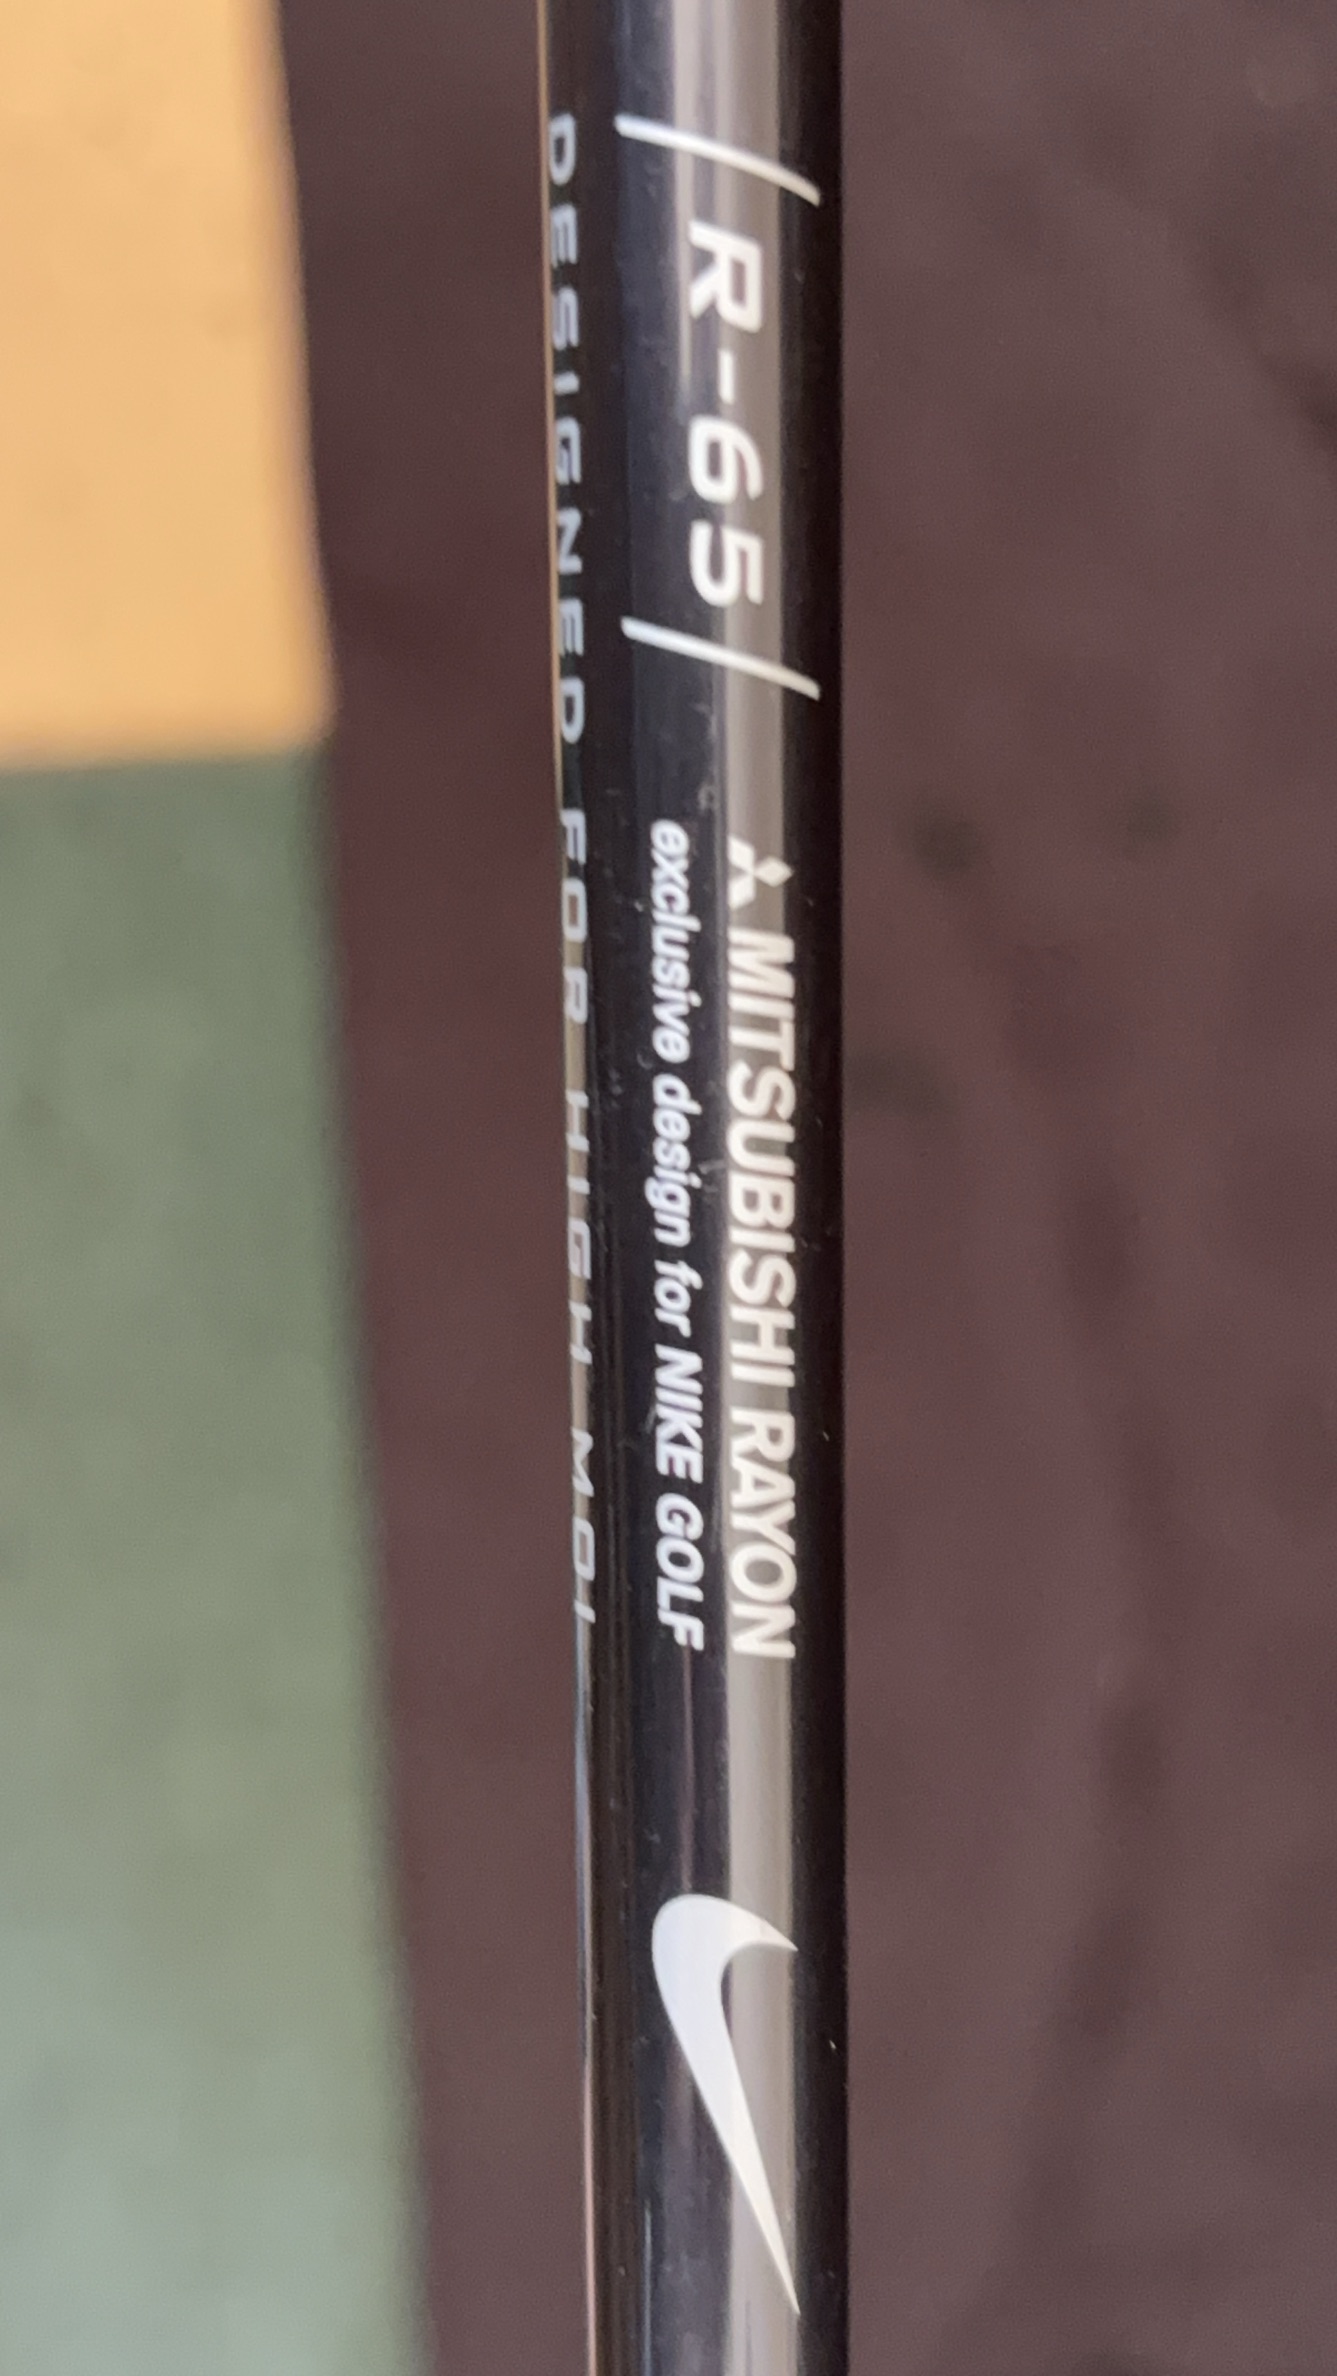 / R-65 /
MITSUBISHI RAYON
exclusive design for NIKE GOLF
DESIGNED FOR HIGH MOI